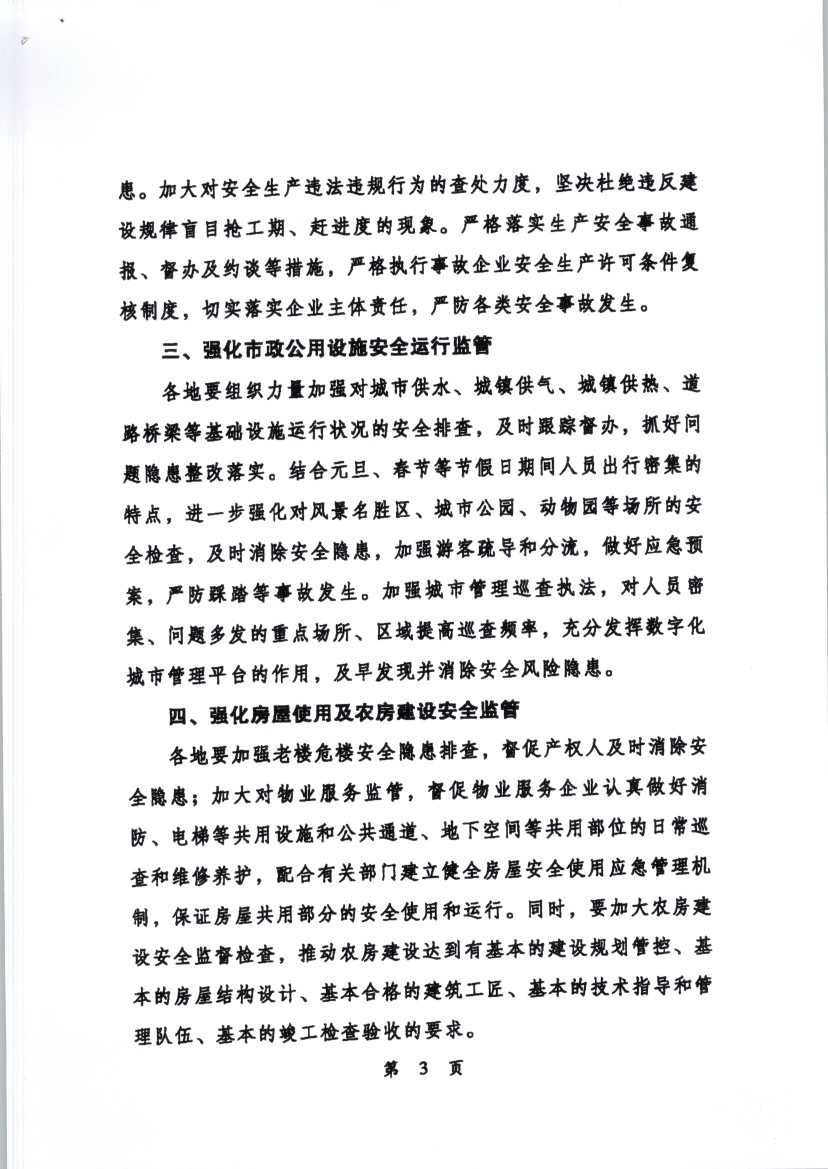 患。加大对安全生产违法违规行为的查处力度，坚决杜绝违反建
设规律盲目抢工期、赶进度的现象。严格落实生产安全事故通
报、督办及约谈等措施，严格执行事故企业安全生产许可条件复
核制度，切实落实企业主体责任，严防各类安全事故发生。
三、强化市政公用设施安全运行监管
各地要组织力量加强对城市供水、城镇供气、城镇供热、道
路桥梁等基础设施运行状况的安全排查，及时跟踪督办，抓好问
题隐患整改落实。结合元旦、春节等节假日期间人员出行密集的
特点，进一步强化对风景名胜区、城市公园、动物园等场所的安
全检查，及时消除安全隐患，加强游客疏导和分流，做好应急预
案，严防踩踏等事故发生。加强城市管理巡查执法，对人员密
集、问题多发的重点场所、区域提高巡查频率，充分发挥数字化
城市管理平台的作用，及早发现并消除安全风险隐患。
四、强化房屋使用及农房建设安全监管
各地要加强老楼危楼安全隐患排查，督促产权人及时消除安
全隐患；加大对物业服务监管，督促物业服务企业认真做好消
防、电梯等共用设施和公共通道、地下空间等共用部位的日常巡
查和维修养护，配合有关部门建立健全房屋安全使用应急管理机
制，保证房屋共用部分的安全使用和运行。同时，要加大农房建
设安全监督检查，推动农房建设达到有基本的建设规划管控、基
本的房屋结构设计、基本合格的建筑工匠、基本的技术指导和管
理队伍、基本的竣工检查验收的要求。
第 3 页